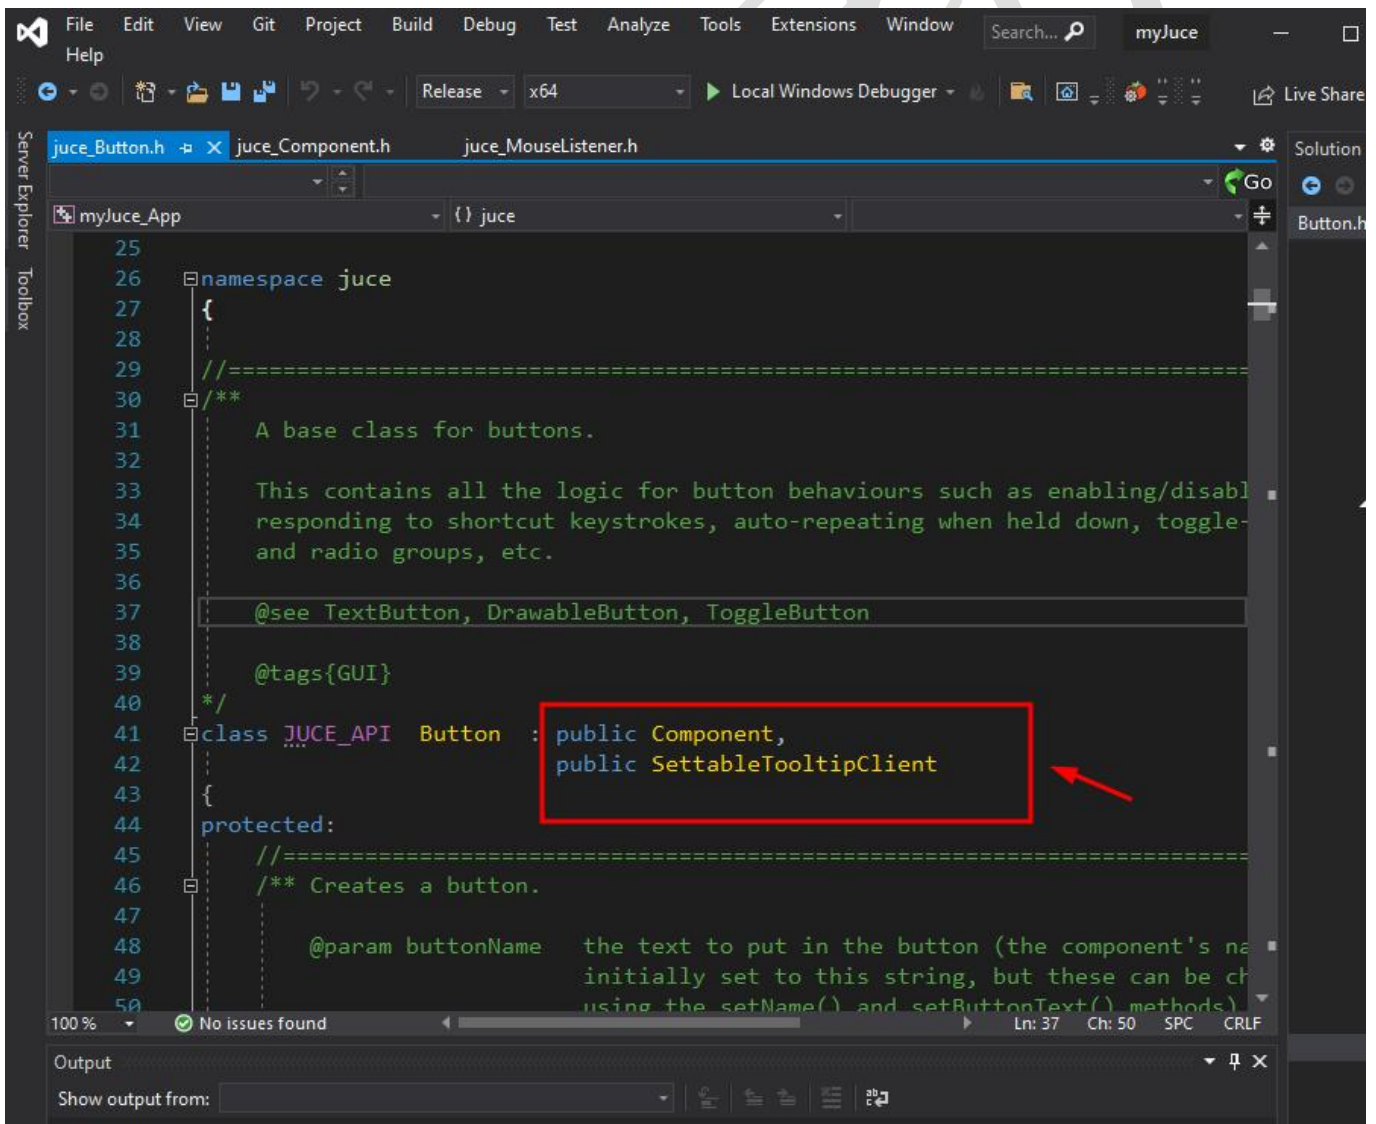 File Edit View Git Project Build Debug Test Analyze Tools Extensions Window Search... myJuce
Help
Release x64 Local Windows Debugger Live Share
Server Explorer
Toolbox
juce_Button.h juce_Component.h juce_MouseListener.h Solution
Go
myJuce_App {} juce Button.h
25
26 namespace juce
27 {
28
29 //============================================================================
30 /**
31 A base class for buttons.
32
33 This contains all the logic for button behaviours such as enabling/disabl
34 responding to shortcut keystrokes, auto-repeating when held down, toggle-
35 and radio groups, etc.
36
37 @see TextButton, DrawableButton, ToggleButton
38
39 @tags{GUI}
40 */
41 class JUCE_API Button : public Component,
42 public SettableTooltipClient
43 {
44 protected:
45 //========================================================================
46 /** Creates a button.
47
48 @param buttonName the text to put in the button (the component's na
49 initially set to this string, but these can be ch
50 using the setName() and setButtonText() methods)
100 % No issues found Ln: 37 Ch: 50 SPC CRLF
Output
Show output from: